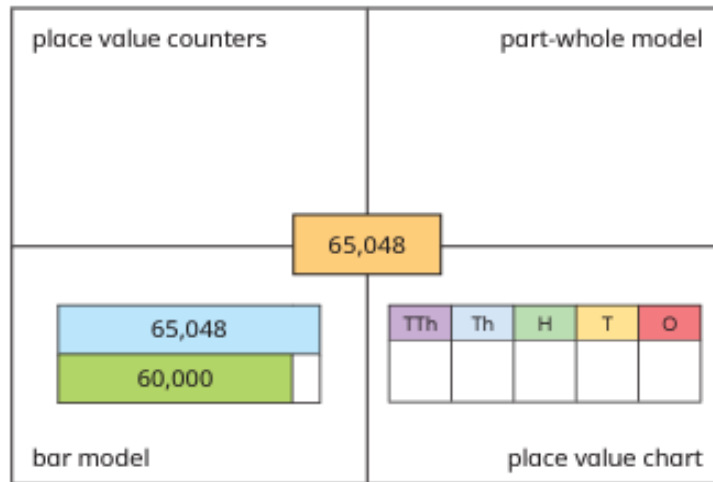 place value counters
part-whole model
65,048
65,048
60,000
bar model
TTh Th H T O
place value chart